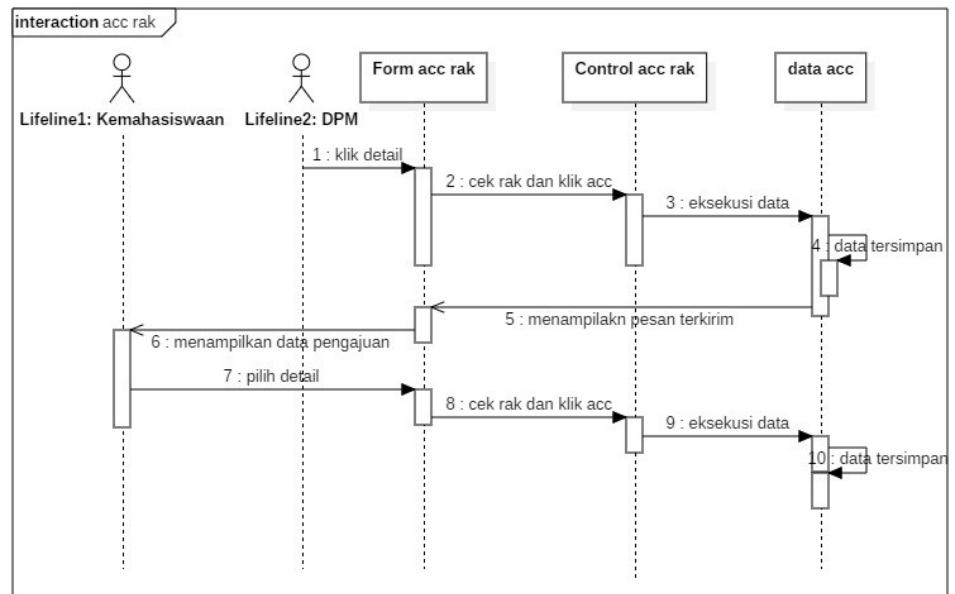 interaction acc rak
Form acc rak
Control acc rak
data acc
Lifeline1: Kemahasiswaan
Lifeline2: DPM
1 : klik detail
2 : cek rak dan klik acc
3 : eksekusi data
4 : data tersimpan
5 : menampilakn pesan terkirim
6 : menampilkan data pengajuan
7 : pilih detail
8 : cek rak dan klik acc
9 : eksekusi data
10 : data tersimpan